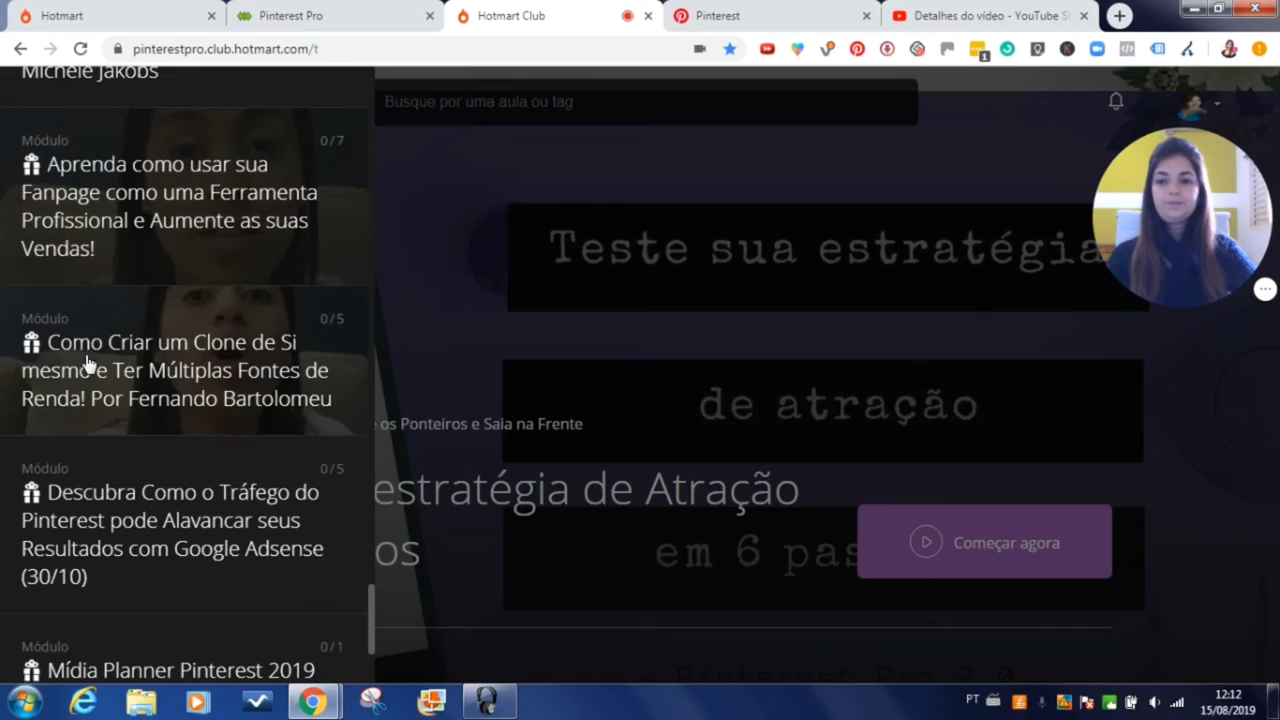 Hotmart
Pinterest Pro
Hotmart Club
Pinterest
Detalhes do vídeo - YouTube St
pinterestpro.club.hotmart.com/t
1
Michele Jakobs
Busque por uma aula ou tag
Módulo 0/7
Aprenda como usar sua
Fanpage como uma Ferramenta
Profissional e Aumente as suas
Vendas!
Módulo 0/5
Como Criar um Clone de Si
mesmo e Ter Múltiplas Fontes de
Renda! Por Fernando Bartolomeu
Módulo 0/5
Descubra Como o Tráfego do
Pinterest pode Alavancar seus
Resultados com Google Adsense
(30/10)
Módulo 0/1
Mídia Planner Pinterest 2019
Teste sua estratégia
de atração
em 6 pas
os Ponteiros e Saia na Frente
estratégia de Atração
os
Começar agora
Pinterest Pro 2.0
PT
12:12
15/08/2019